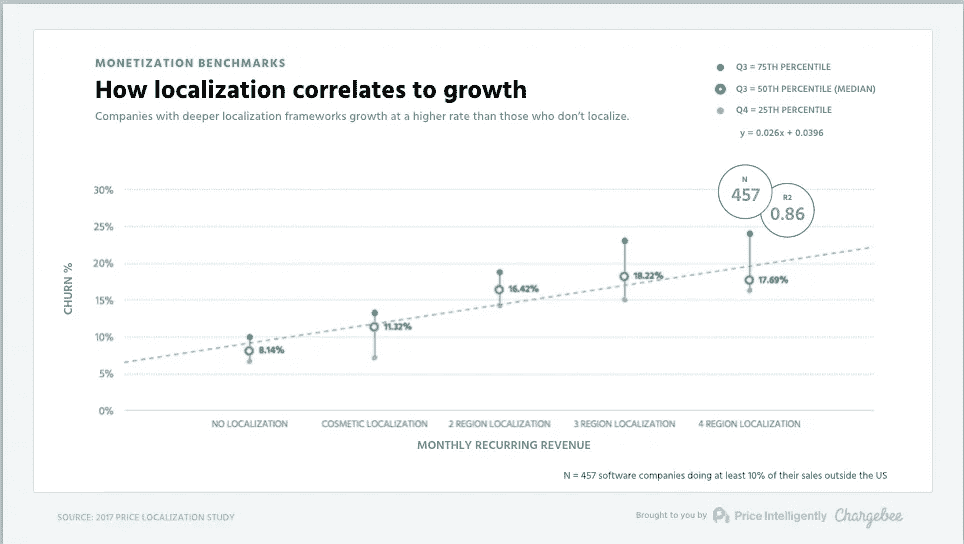 MONETIZATION BENCHMARKS
How localization correlates to growth
Companies with deeper localization frameworks growth at a higher rate than those who don't localize.
Q3 = 75TH PERCENTILE
Q3 = 50TH PERCENTILE (MEDIAN)
Q4 = 25TH PERCENTILE
y = 0.026x + 0.0396
N
457
R2
0.86
30%
25%
20%
15%
10%
5%
0%
CHURN %
8.14%
11.32%
16.42%
18.22%
17.69%
NO LOCALIZATION
COSMETIC LOCALIZATION
2 REGION LOCALIZATION
3 REGION LOCALIZATION
4 REGION LOCALIZATION
MONTHLY RECURRING REVENUE
N = 457 software companies doing at least 10% of their sales outside the US
SOURCE: 2017 PRICE LOCALIZATION STUDY
Brought to you by Price Intelligently Chargebee